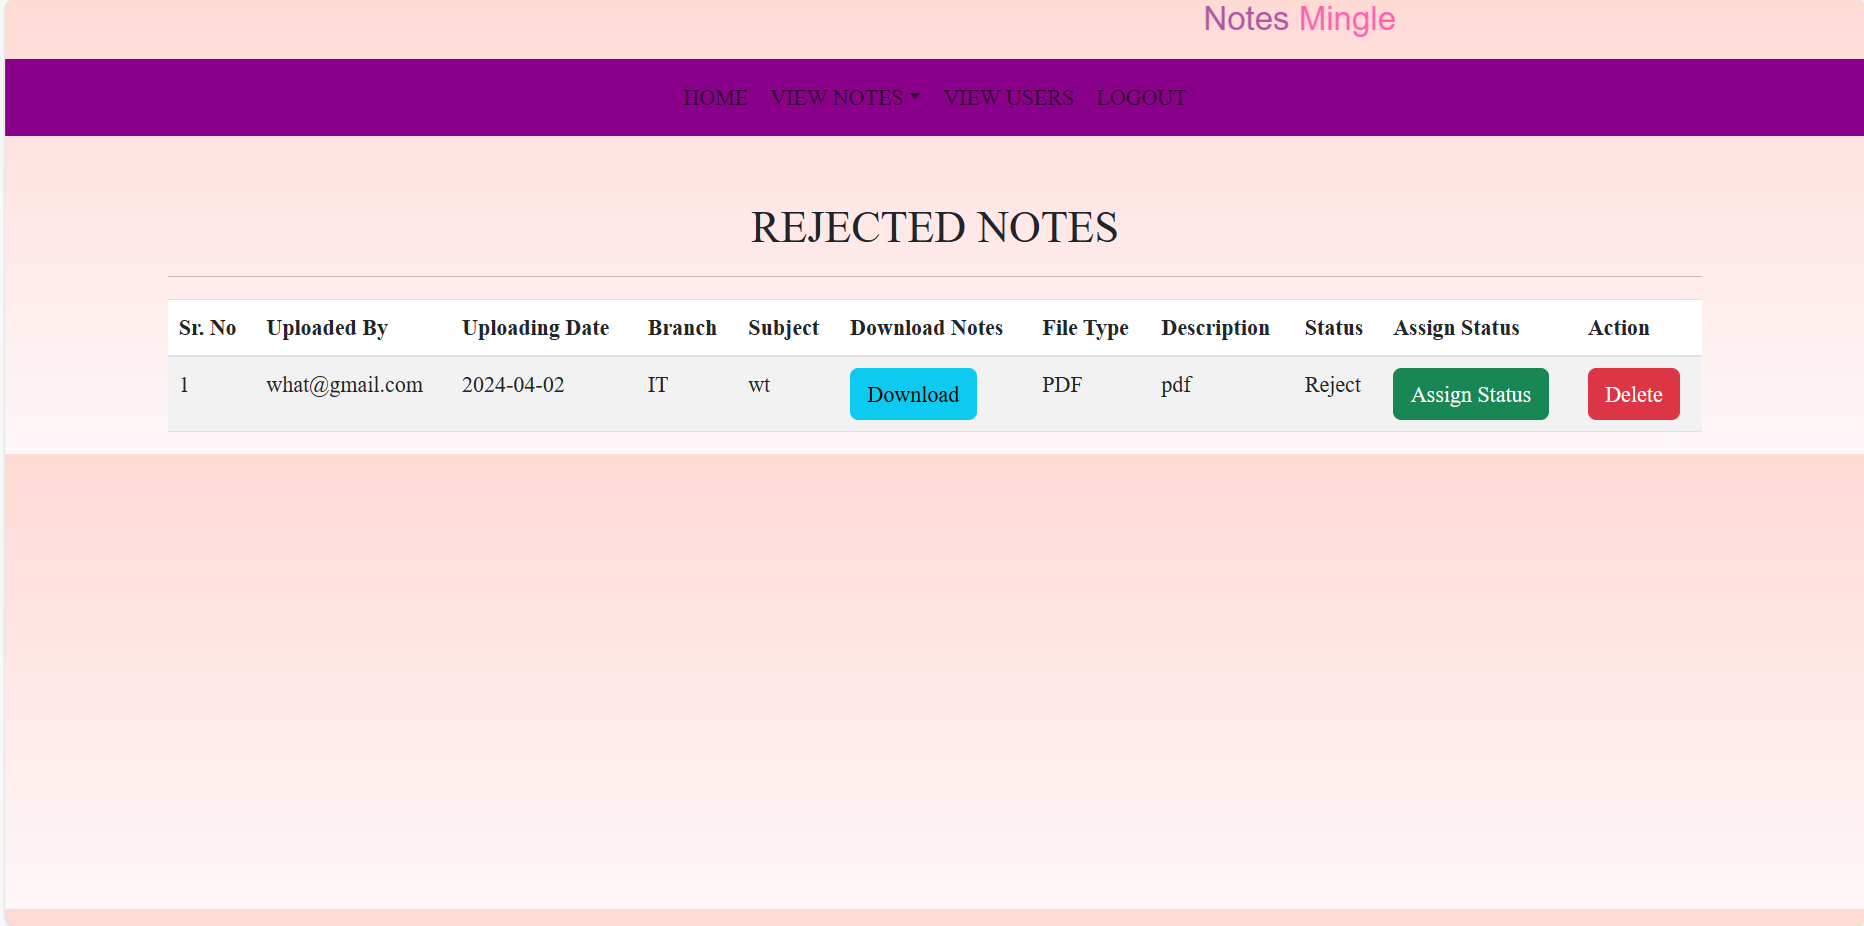 Notes Mingle
HOME VIEW NOTES VIEW USERS LOGOUT
REJECTED NOTES
Sr. No Uploaded By Uploading Date Branch Subject Download Notes File Type Description Status Assign Status Action
1 what@gmail.com 2024-04-02 IT wt Download PDF pdf Reject Assign Status Delete